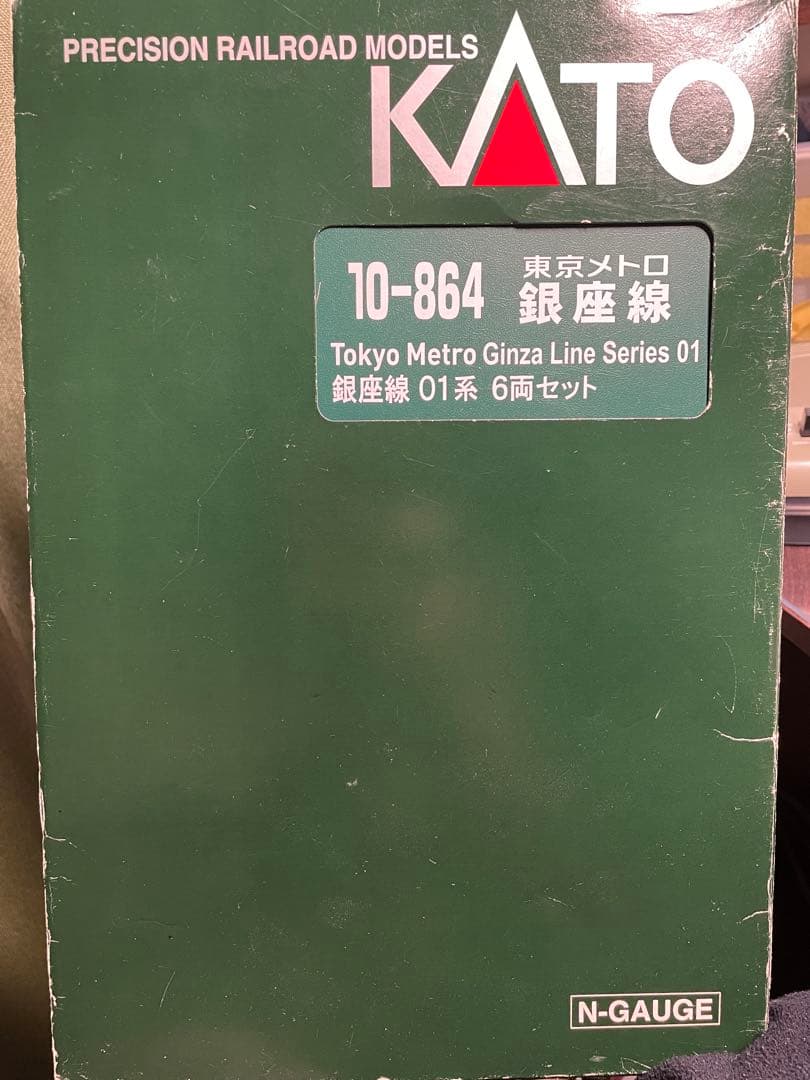 PRECISION RAILROAD MODELS
KATO
10-864
東京メトロ
銀座線
Tokyo Metro Ginza Line Series 01
銀座線 01系 6両セット
N-GAUGE